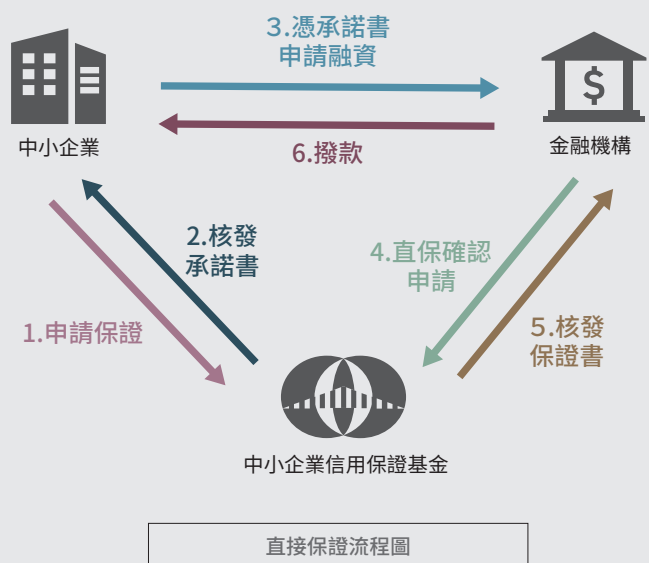 3.憑承諾書
申請融資
中小企業
金融機構
6.撥款
2.核發
承諾書
4.直保確認
申請
1.申請保證
5.核發
保證書
中小企業信用保證基金
直接保證流程圖